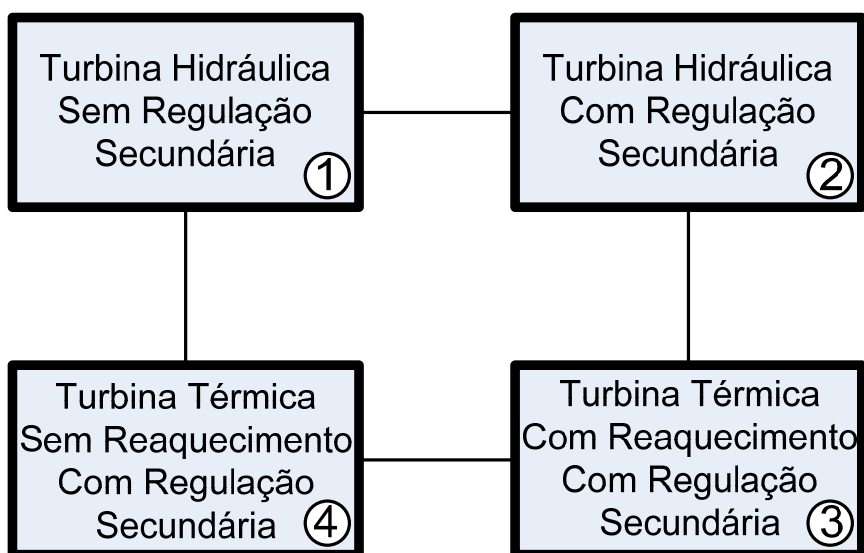 Turbina Hidráulica
Sem Regulação
Secundária
1
Turbina Hidráulica
Com Regulação
Secundária
2
Turbina Térmica
Sem Reaquecimento
Com Regulação
Secundária
4
Turbina Térmica
Com Reaquecimento
Com Regulação
Secundária
3